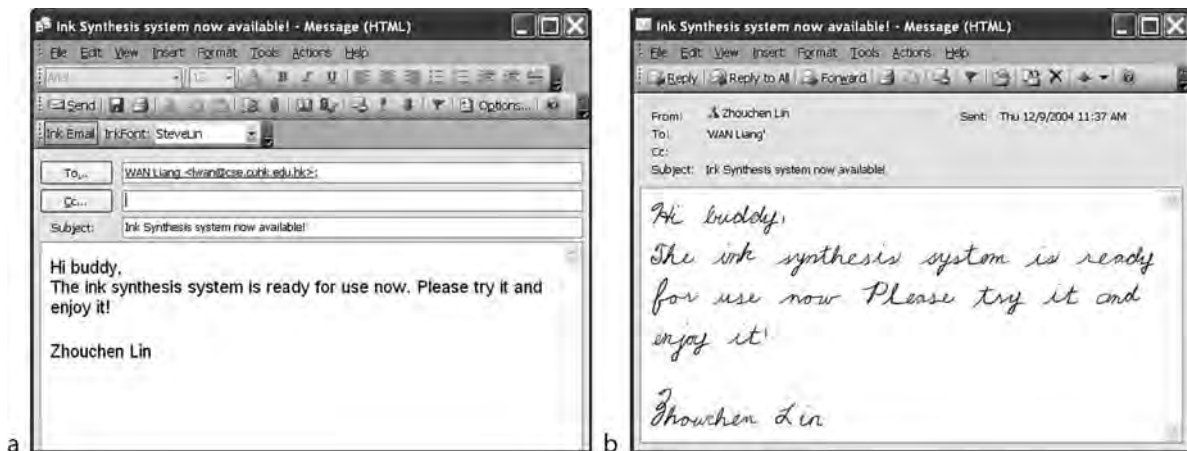 Ink Synthesis system now available! - Message (HTML)
File Edit View Insert Format Tools Actions Help
Arial 12 A B I U
Send Options...
Ink Email InkFont: SteveLin
To... WAN Liang <lwan@cse.cuhk.edu.hk>;
Cc...
Subject: Ink Synthesis system now available!
Hi buddy,
The ink synthesis system is ready for use now. Please try it and
enjoy it!
Zhouchen Lin
a
Ink Synthesis system now available! - Message (HTML)
File Edit View Insert Format Tools Actions Help
Reply Reply to All Forward
From: Zhouchen Lin Sent: Thu 12/9/2004 11:37 AM
To: WAN Liang'
Cc:
Subject: Ink Synthesis system now available!
Hi buddy,
The ink synthesis system is ready
for use now Please try it and
enjoy it!
Zhouchen Lin
b